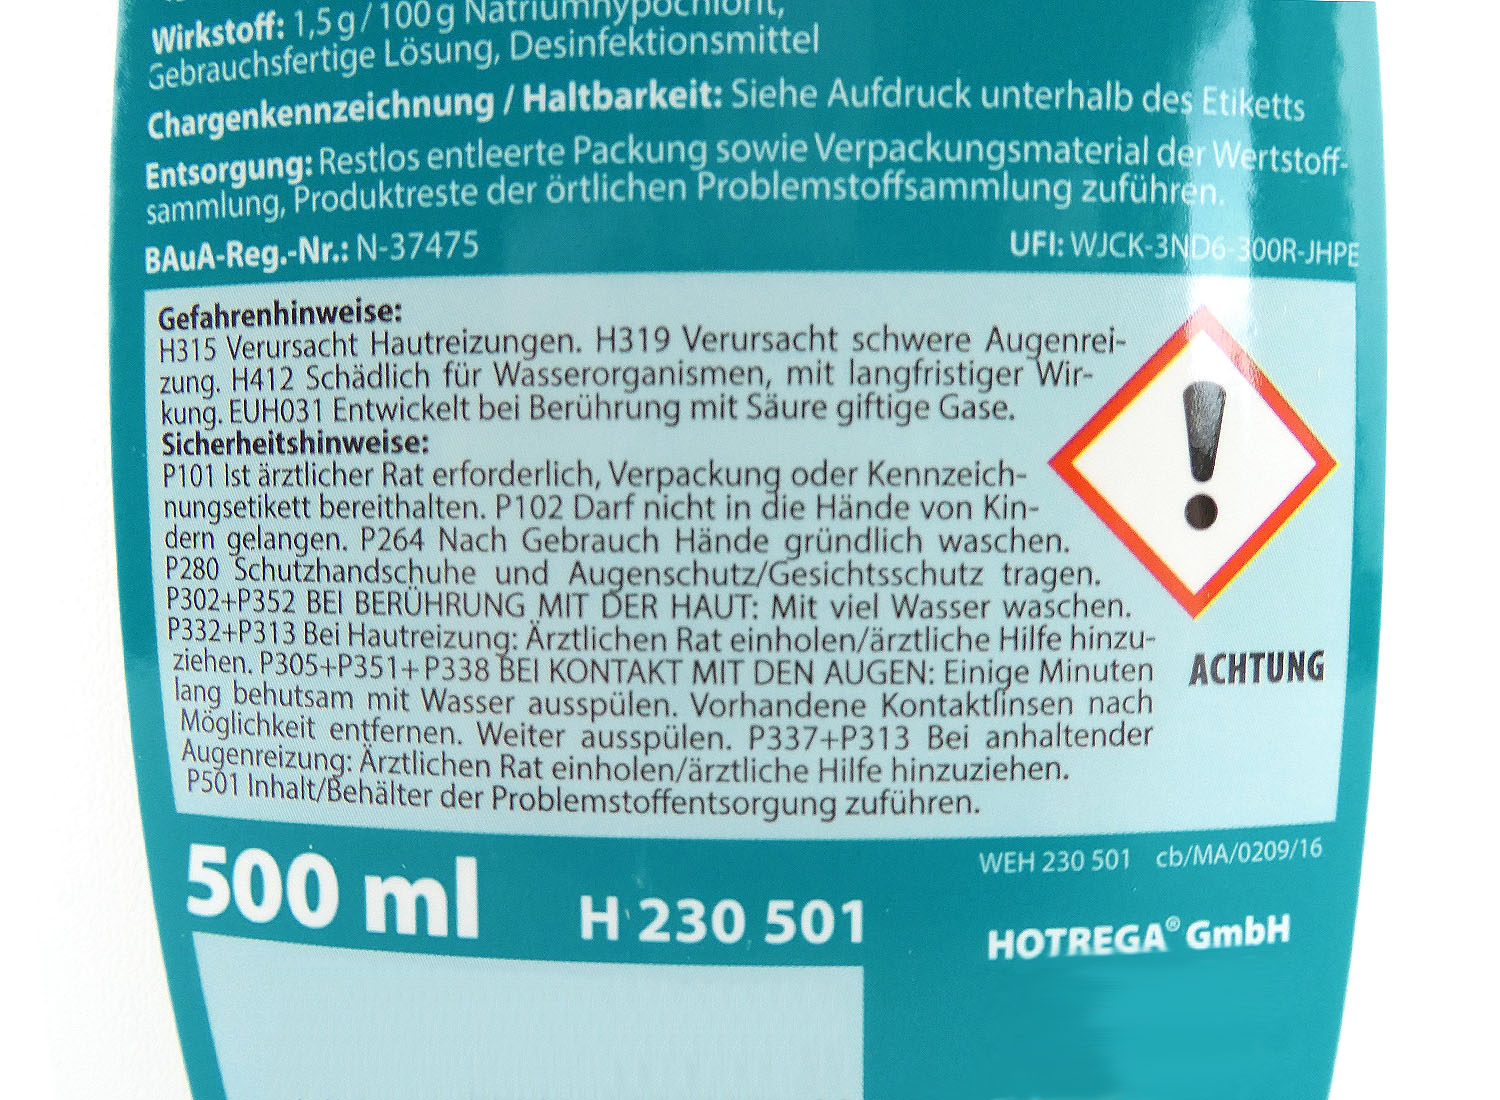 Wirkstoff: 1,5 g / 100 g Natriumhypochlorit,
Gebrauchsfertige Lösung, Desinfektionsmittel
Chargenkennzeichnung / Haltbarkeit: Siehe Aufdruck unterhalb des Etiketts
Entsorgung: Restlos entleerte Packung sowie Verpackungsmaterial der Wertstoff-
sammlung, Produktreste der örtlichen Problemstoffsammlung zuführen.
BAuA-Reg.-Nr.: N-37475
UFI: WJCK-3ND6-300R-JHPE
Gefahrenhinweise:
H315 Verursacht Hautreizungen. H319 Verursacht schwere Augenrei-
zung. H412 Schädlich für Wasserorganismen, mit langfristiger Wir-
kung. EUH031 Entwickelt bei Berührung mit Säure giftige Gase.
Sicherheitshinweise:
P101 Ist ärztlicher Rat erforderlich, Verpackung oder Kennzeich-
nungsetikett bereithalten. P102 Darf nicht in die Hände von Kin-
dern gelangen. P264 Nach Gebrauch Hände gründlich waschen.
P280 Schutzhandschuhe und Augenschutz/Gesichtsschutz tragen.
P302+P352 BEI BERÜHRUNG MIT DER HAUT: Mit viel Wasser waschen.
P332+P313 Bei Hautreizung: Ärztlichen Rat einholen/ärztliche Hilfe hinzu-
ziehen. P305+P351+P338 BEI KONTAKT MIT DEN AUGEN: Einige Minuten
lang behutsam mit Wasser ausspülen. Vorhandene Kontaktlinsen nach
Möglichkeit entfernen. Weiter ausspülen. P337+P313 Bei anhaltender
Augenreizung: Ärztlichen Rat einholen/ärztliche Hilfe hinzuziehen.
P501 Inhalt/Behälter der Problemstoffentsorgung zuführen.
ACHTUNG
WEH 230 501 cb/MA/0209/16
500 ml
H 230 501
HOTREGA® GmbH